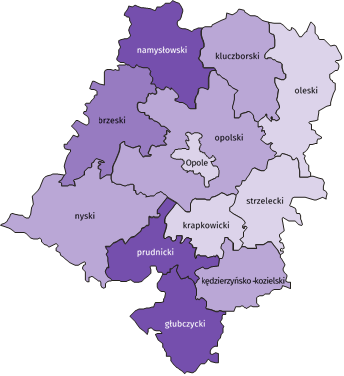 namysłowski
kluczborski
oleski
brzeski
opolski
Opole
strzelecki
nyski
krapkowicki
prudnicki
kędzierzyńsko-kozielski
głubczycki